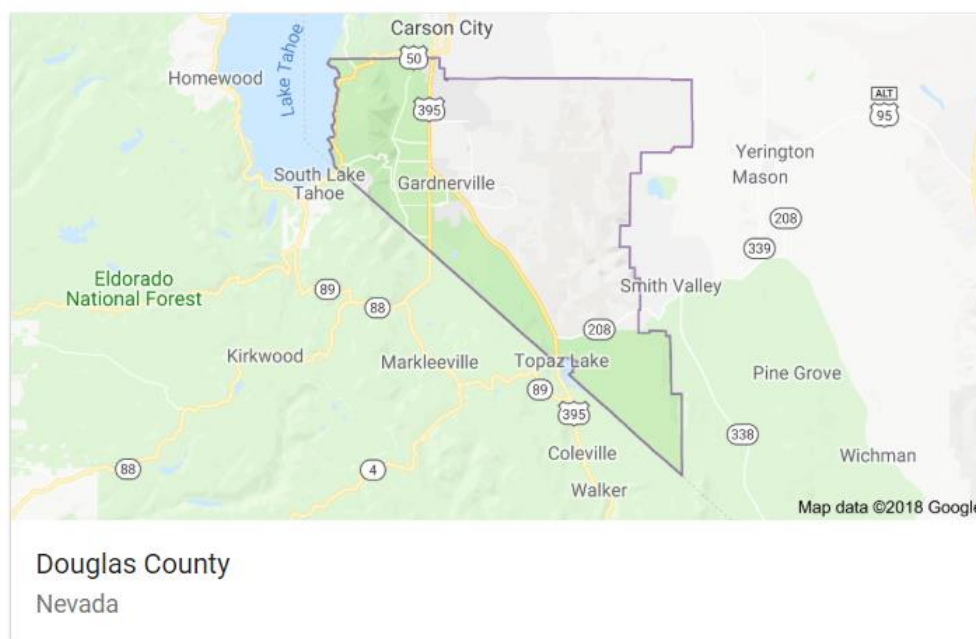 Carson City
50
Lake Tahoe
Homewood
ALT
95
395
Yerington
Mason
South Lake
Tahoe
Gardnerville
208
339
Eldorado
National Forest
89
88
Smith Valley
208
Kirkwood
Markleeville
Topaz Lake
89
Pine Grove
395
338
88
4
Coleville
Wichman
Walker
Map data ©2018 Google
Douglas County
Nevada